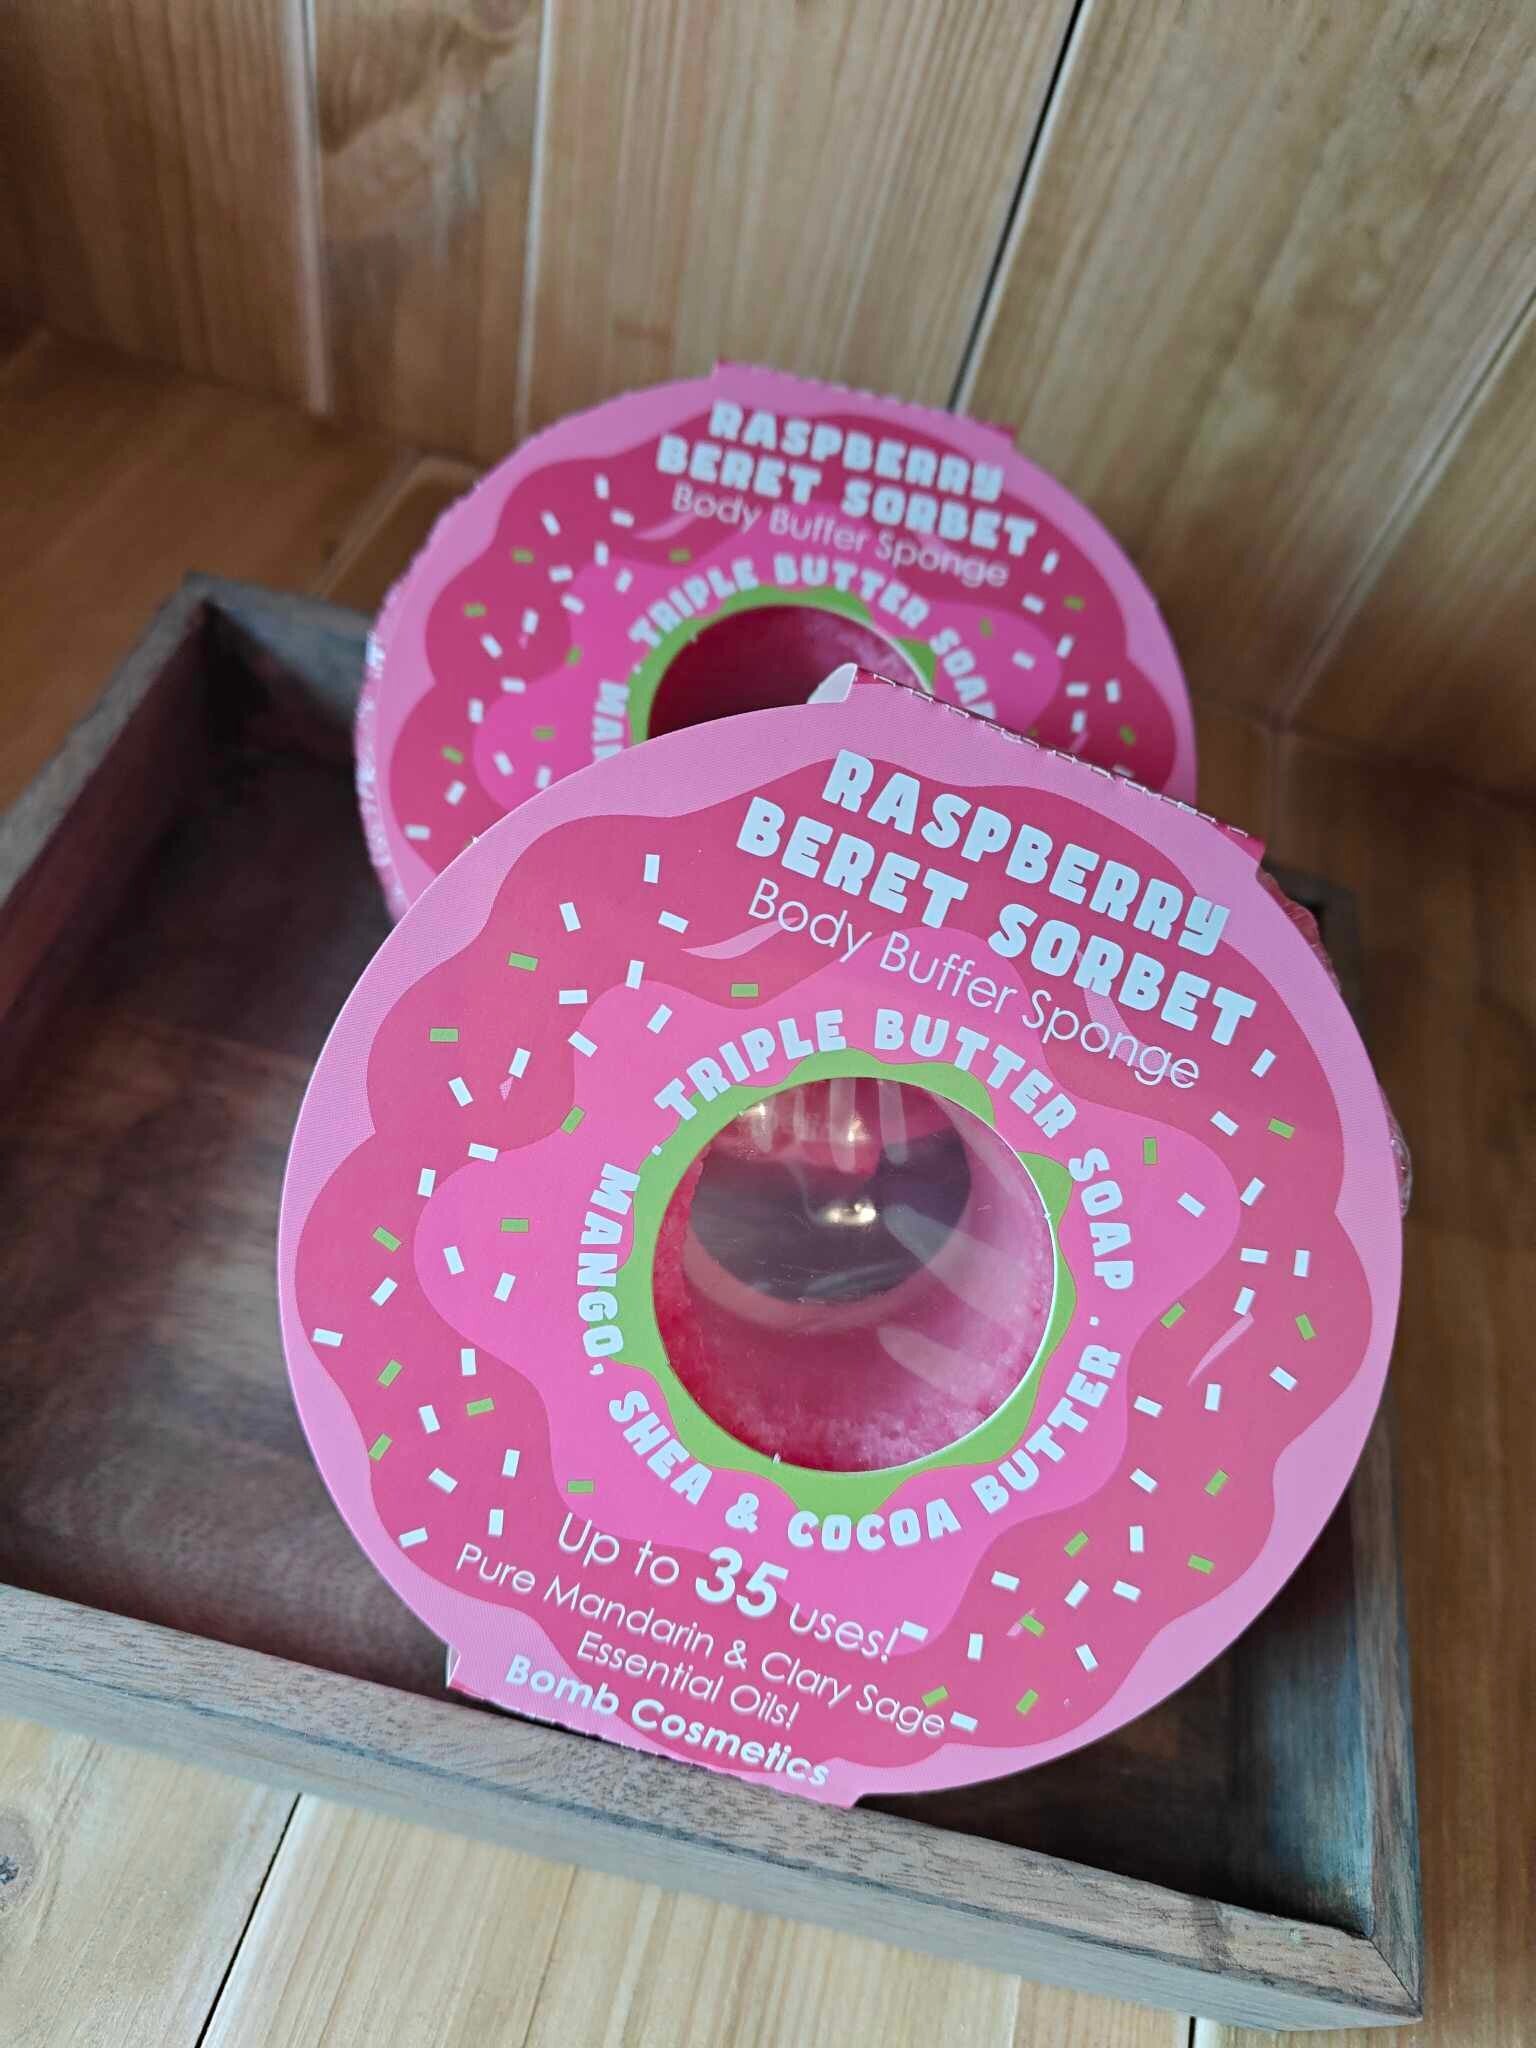 RASPBERRY
BERET SORBET
Body Buffer Sponge
· TRIPLE BUTTER SOAP
RASPBERRY
BERET SORBET
Body Buffer Sponge
· TRIPLE BUTTER SOAP ·
MANGO, SHEA & COCOA BUTTER
Up to 35 uses!
Pure Mandarin & Clary Sage
Essential Oils!
Bomb Cosmetics